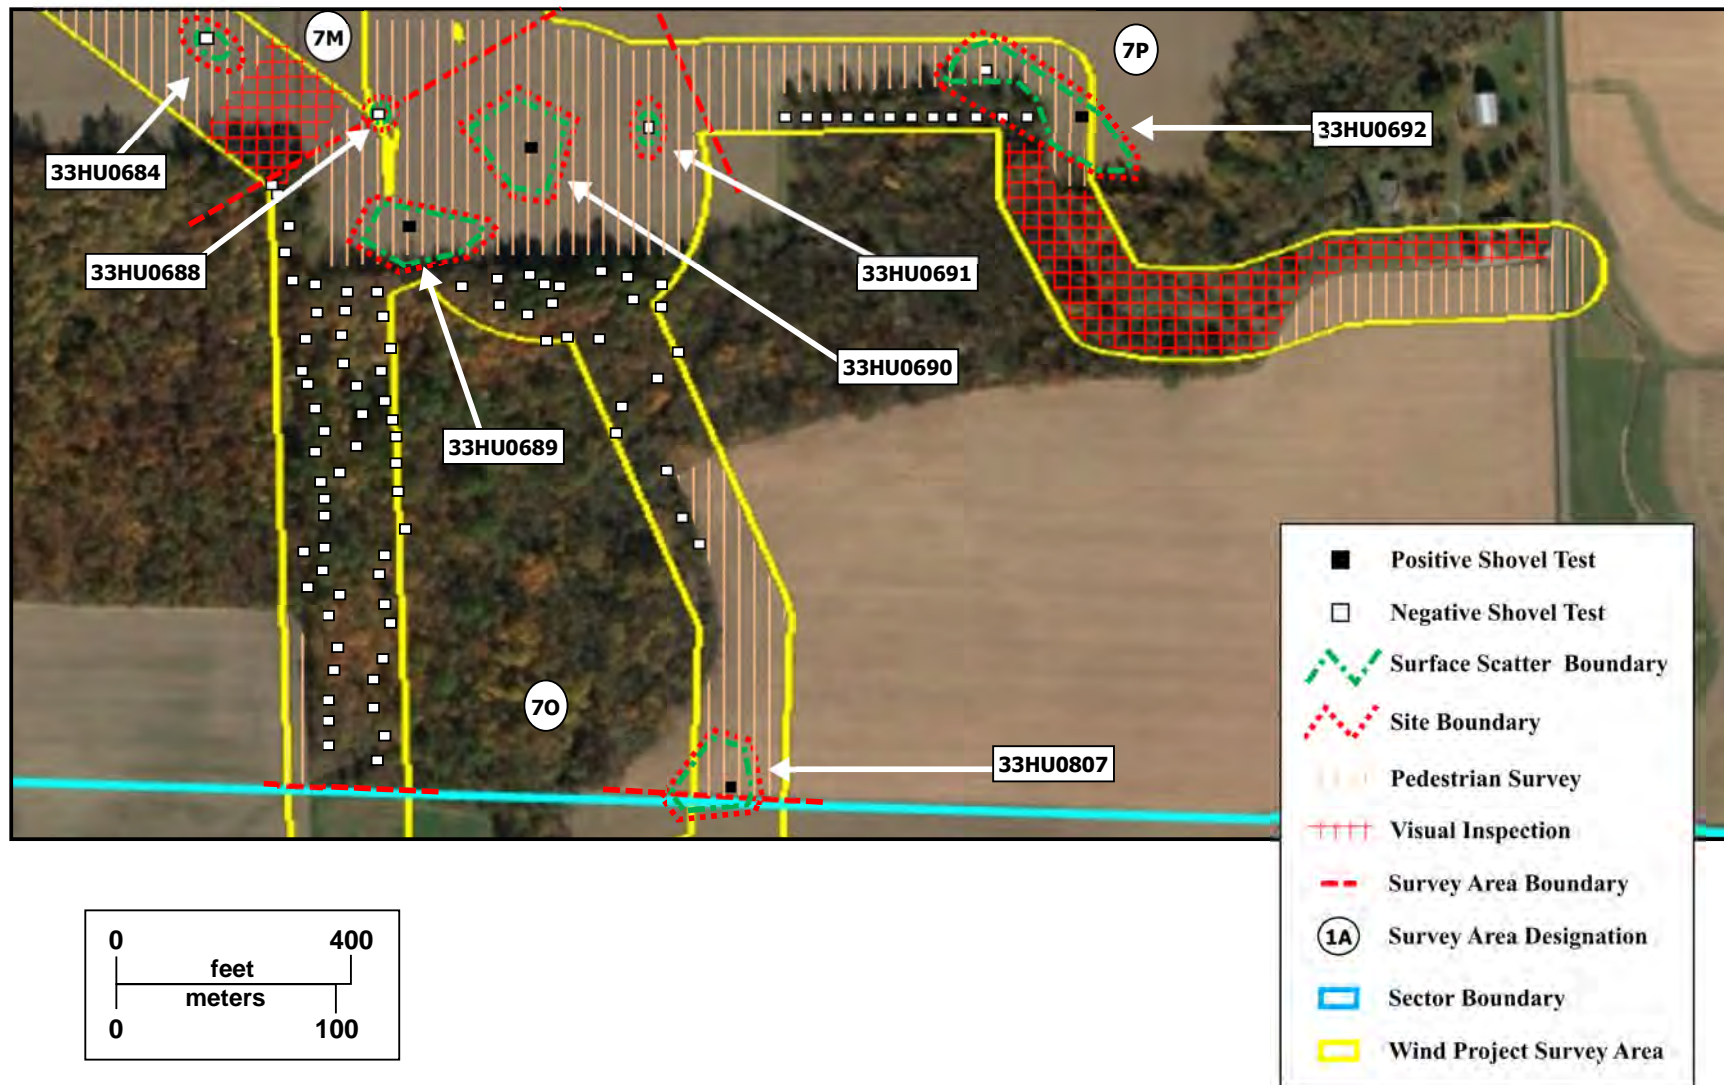 7M
7P
33HU0692
33HU0684
33HU0688
33HU0691
33HU0690
33HU0689
7O
33HU0807
Positive Shovel Test
Negative Shovel Test
Surface Scatter Boundary
Site Boundary
Pedestrian Survey
Visual Inspection
Survey Area Boundary
1A Survey Area Designation
Sector Boundary
Wind Project Survey Area
0 400
feet
meters
0 100